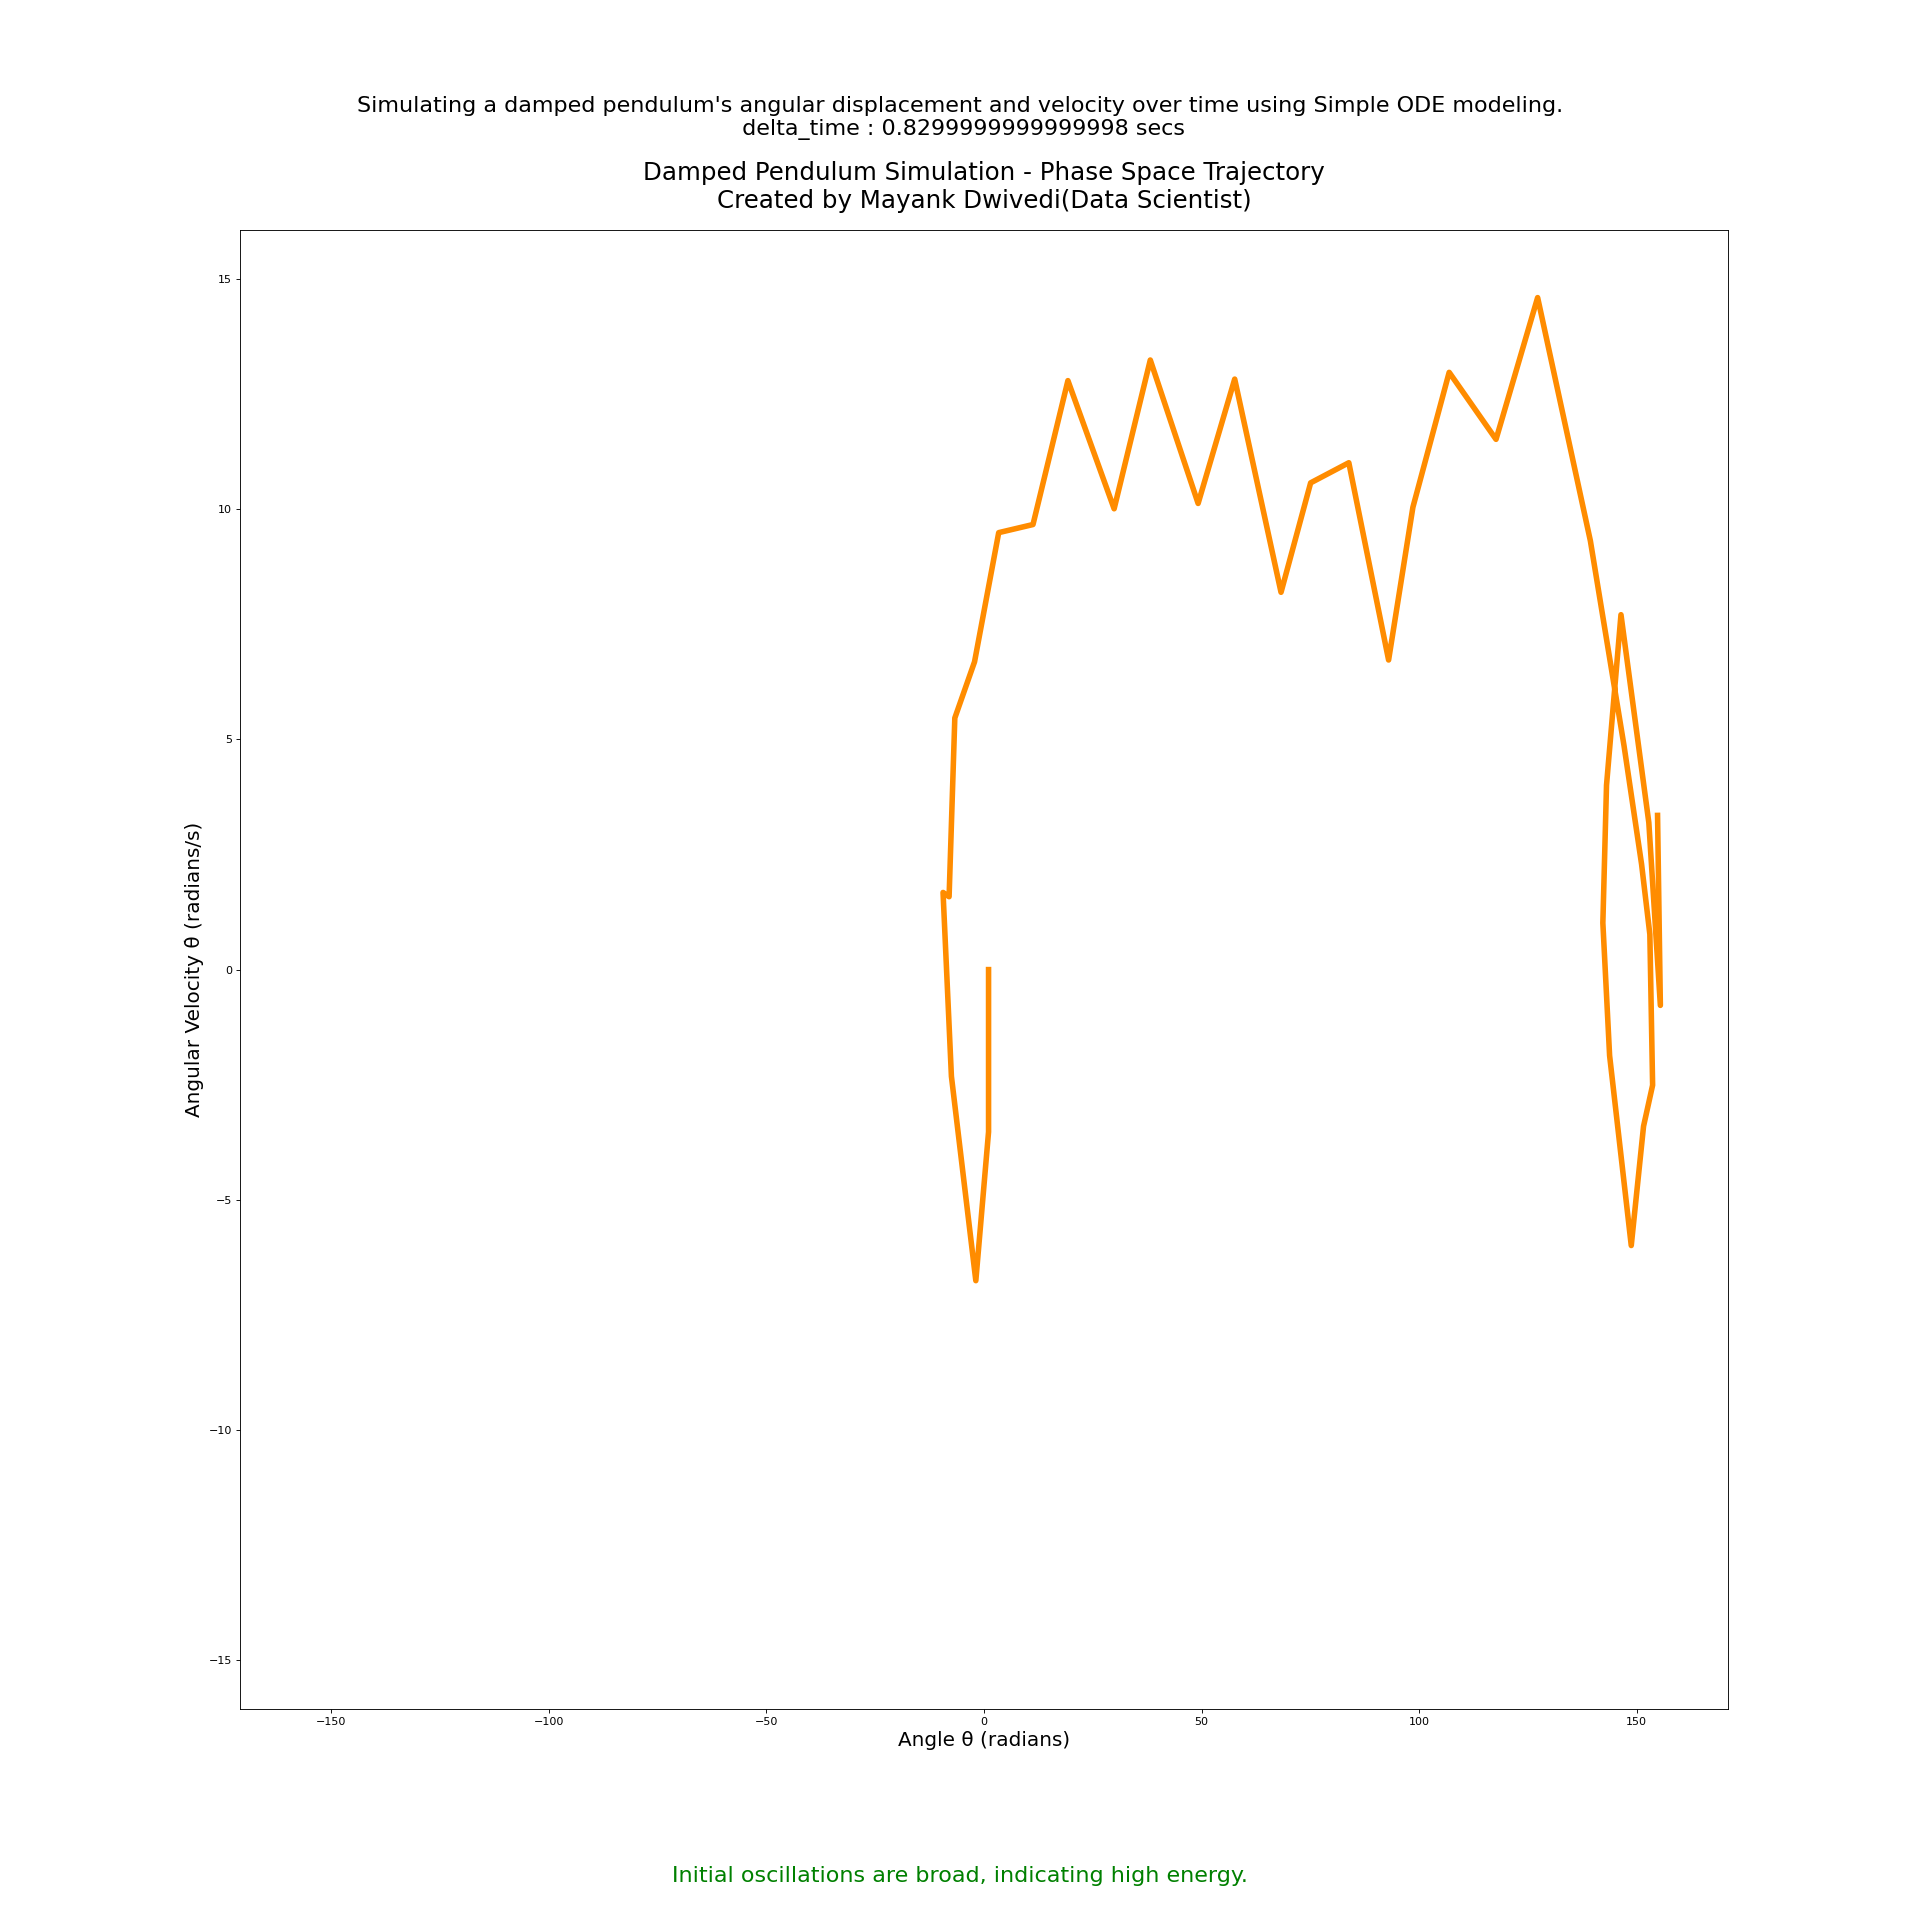 Simulating a damped pendulum's angular displacement and velocity over time using Simple ODE modeling.
delta_time : 0.8299999999999998 secs
Damped Pendulum Simulation - Phase Space Trajectory
Created by Mayank Dwivedi(Data Scientist)
15
10
5
0
−5
−10
−15
Angular Velocity θ (radians/s)
−150
−100
−50
0
50
100
150
Angle θ (radians)
Initial oscillations are broad, indicating high energy.